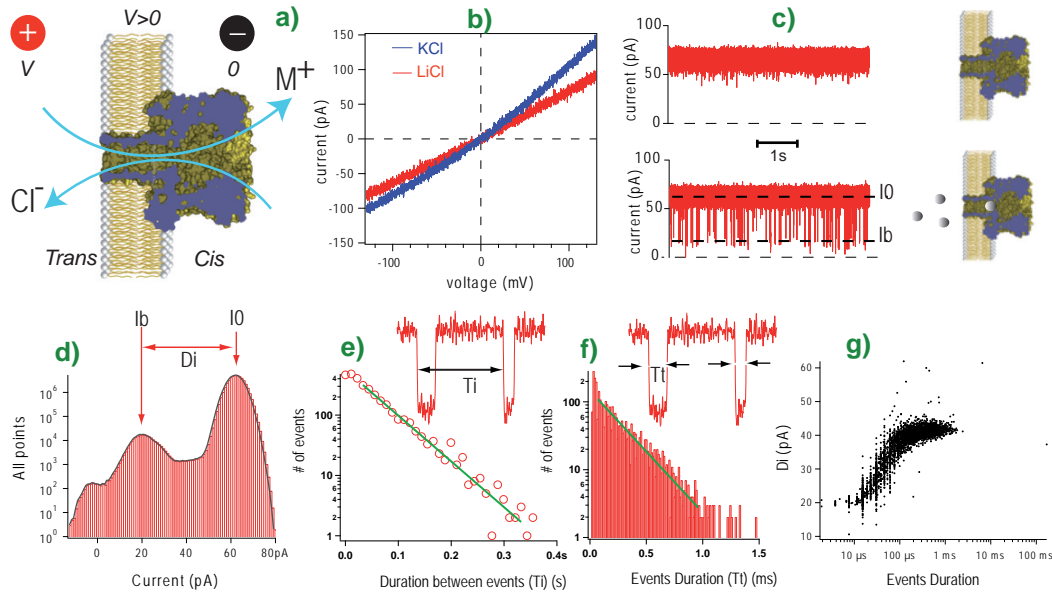 a)
V>0
+
−
V
0
M+
Cl-
Trans
Cis
b)
KCl
LiCl
150
100
50
0
-50
-100
-150
current (pA)
-100
0
100
voltage (mV)
c)
100
50
0
current (pA)
1s
100
50
0
current (pA)
I0
Ib
d)
Ib
I0
Di
10^6
10^5
10^4
10^3
10^2
10^1
10^0
All points
0
20
40
60
80pA
Current (pA)
e)
Ti
100
10
1
# of events
0.0
0.1
0.2
0.3
0.4s
Duration between events (Ti) (s)
f)
Tt
100
10
1
# of events
0.0
0.5
1.0
1.5
Events Duration (Tt) (ms)
g)
60
50
40
30
20
10
Di (pA)
10 µs
100 µs
1 ms
10 ms
100 ms
Events Duration